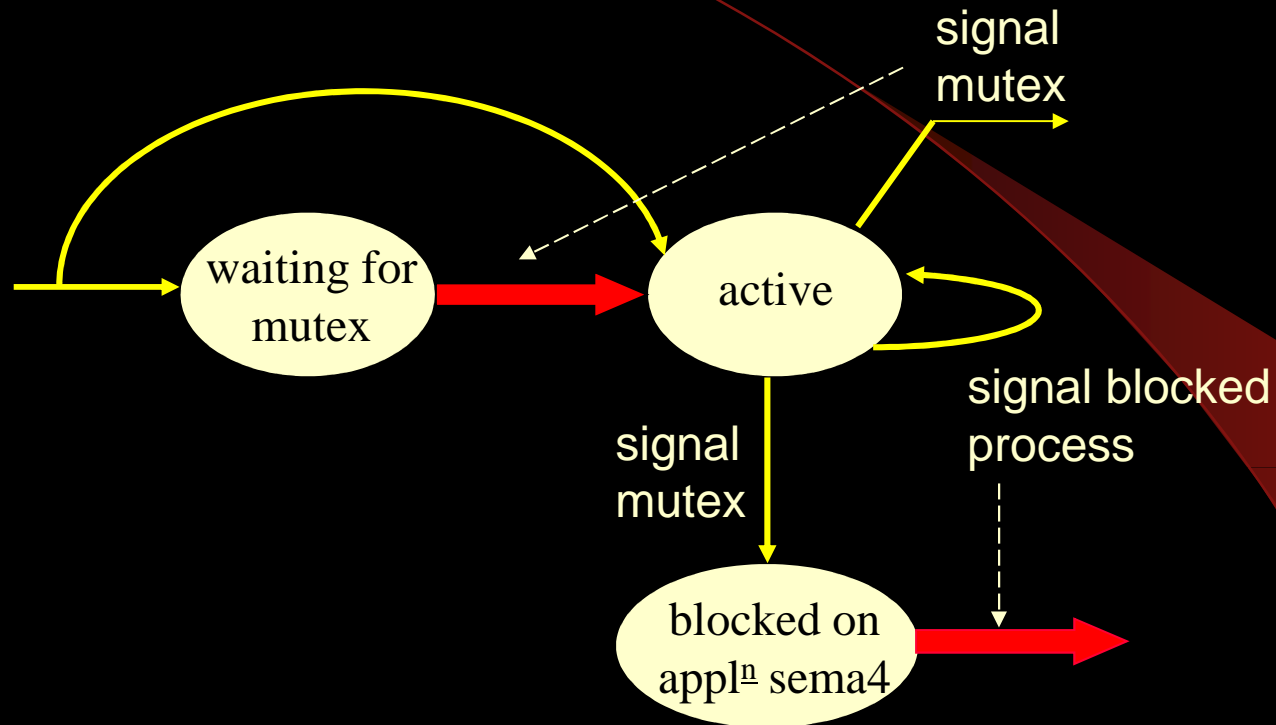 signal
mutex
waiting for
mutex
active
signal blocked
process
signal
mutex
blocked on
applⁿ sema4